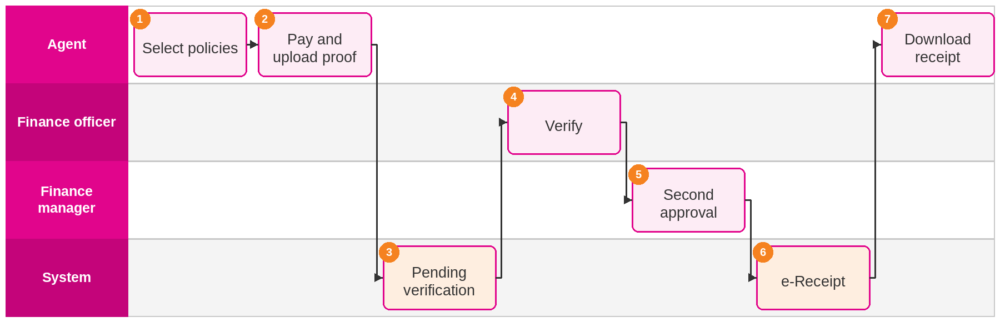 Agent
1
Select policies
2
Pay and
upload proof
7
Download
receipt
Finance officer
4
Verify
Finance
manager
5
Second
approval
System
3
Pending
verification
6
e-Receipt